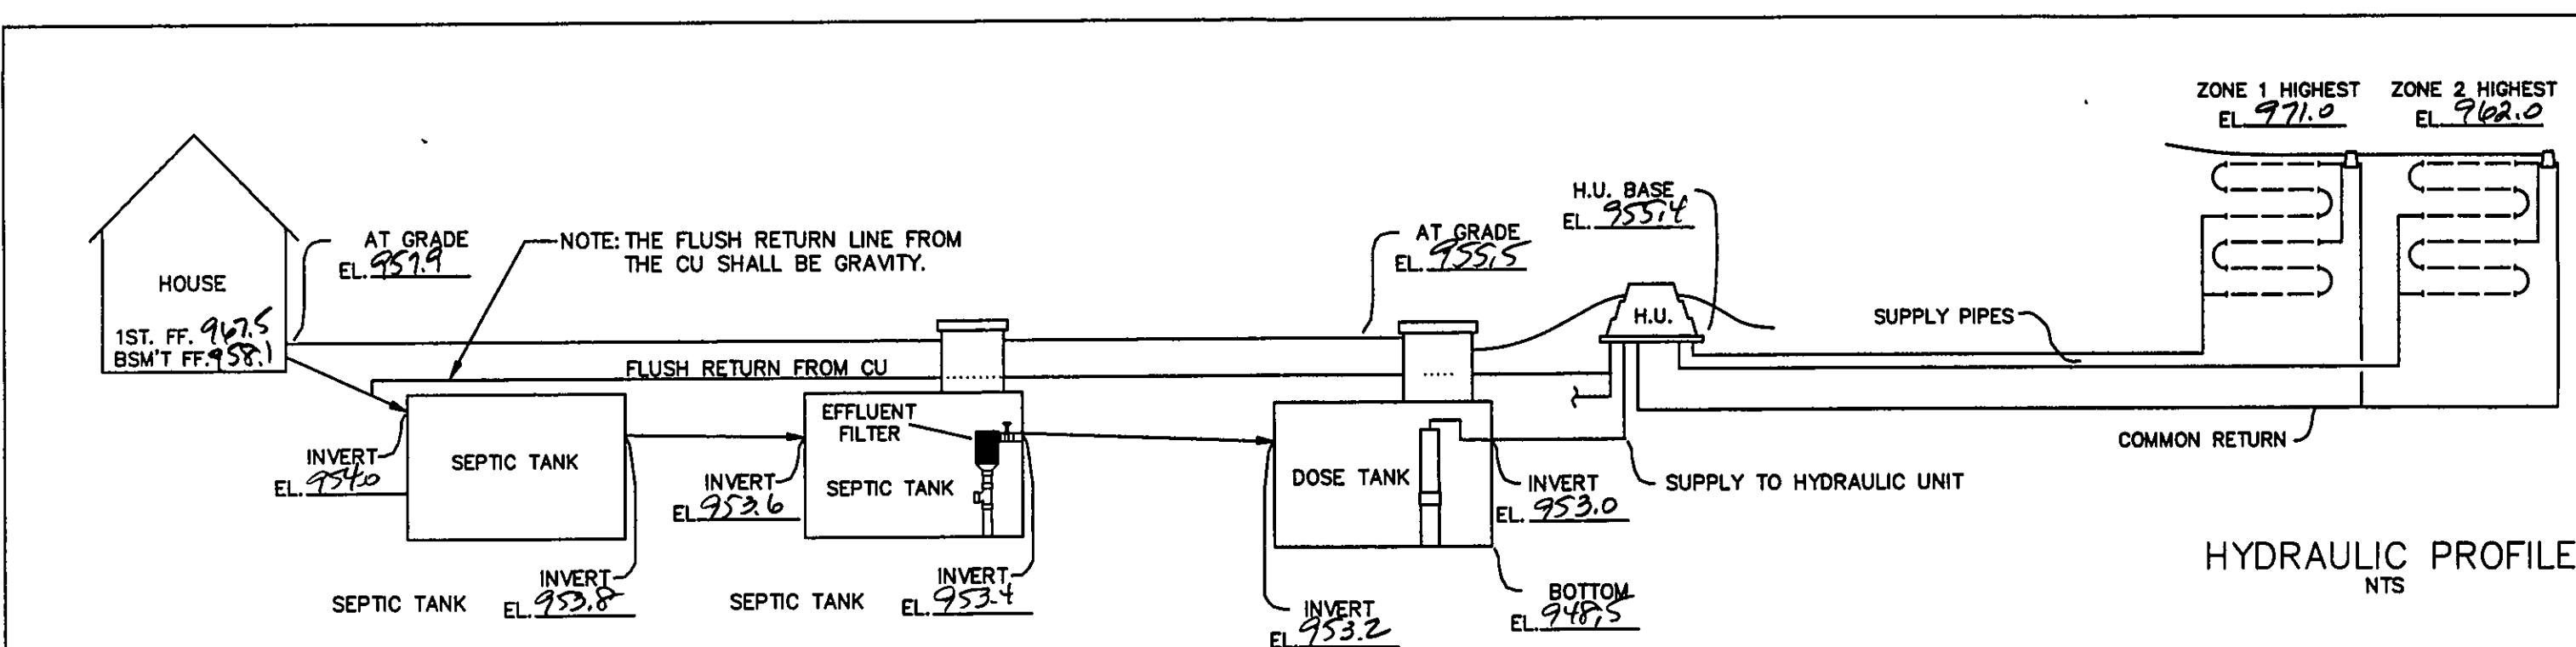 ZONE 1 HIGHEST
EL. 971.0
ZONE 2 HIGHEST
EL. 962.0
H.U. BASE
EL. 955.4
AT GRADE
EL. 957.9
NOTE: THE FLUSH RETURN LINE FROM
THE CU SHALL BE GRAVITY.
AT GRADE
EL. 955.5
HOUSE
1ST. FF. 967.5
BSM'T FF. 958.1
H.U.
SUPPLY PIPES
FLUSH RETURN FROM CU
EFFLUENT
FILTER
COMMON RETURN
INVERT
EL. 954.0
SEPTIC TANK
INVERT
EL. 953.6
SEPTIC TANK
DOSE TANK
INVERT
EL. 953.0
SUPPLY TO HYDRAULIC UNIT
HYDRAULIC PROFILE
NTS
SEPTIC TANK
INVERT
EL. 953.8
SEPTIC TANK
INVERT
EL. 953.4
INVERT
EL. 953.2
BOTTOM
EL. 948.5